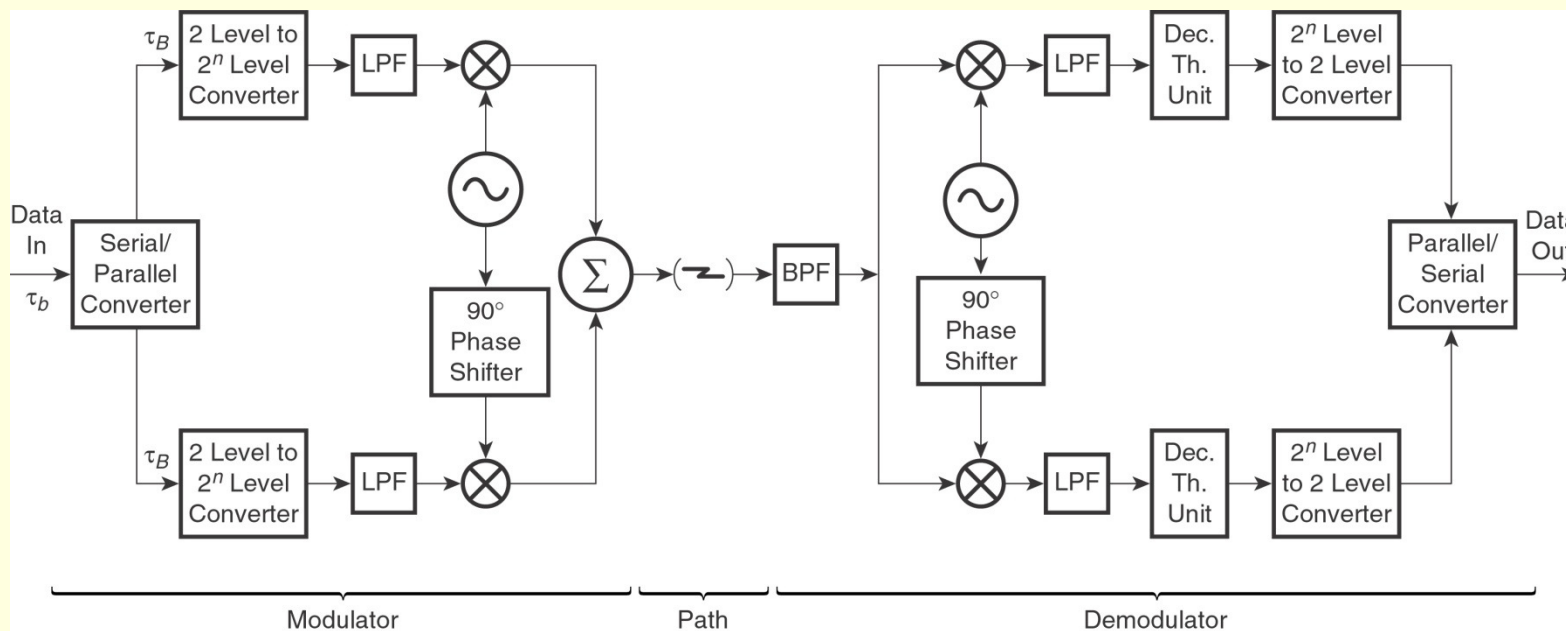 Data
In
τb
Serial/
Parallel
Converter
τB
2 Level to
2ⁿ Level
Converter
LPF
τB
2 Level to
2ⁿ Level
Converter
LPF
90°
Phase
Shifter
Σ
BPF
90°
Phase
Shifter
LPF
Dec.
Th.
Unit
2ⁿ Level
to 2 Level
Converter
LPF
Dec.
Th.
Unit
2ⁿ Level
to 2 Level
Converter
Parallel/
Serial
Converter
Data
Out
Modulator
Path
Demodulator